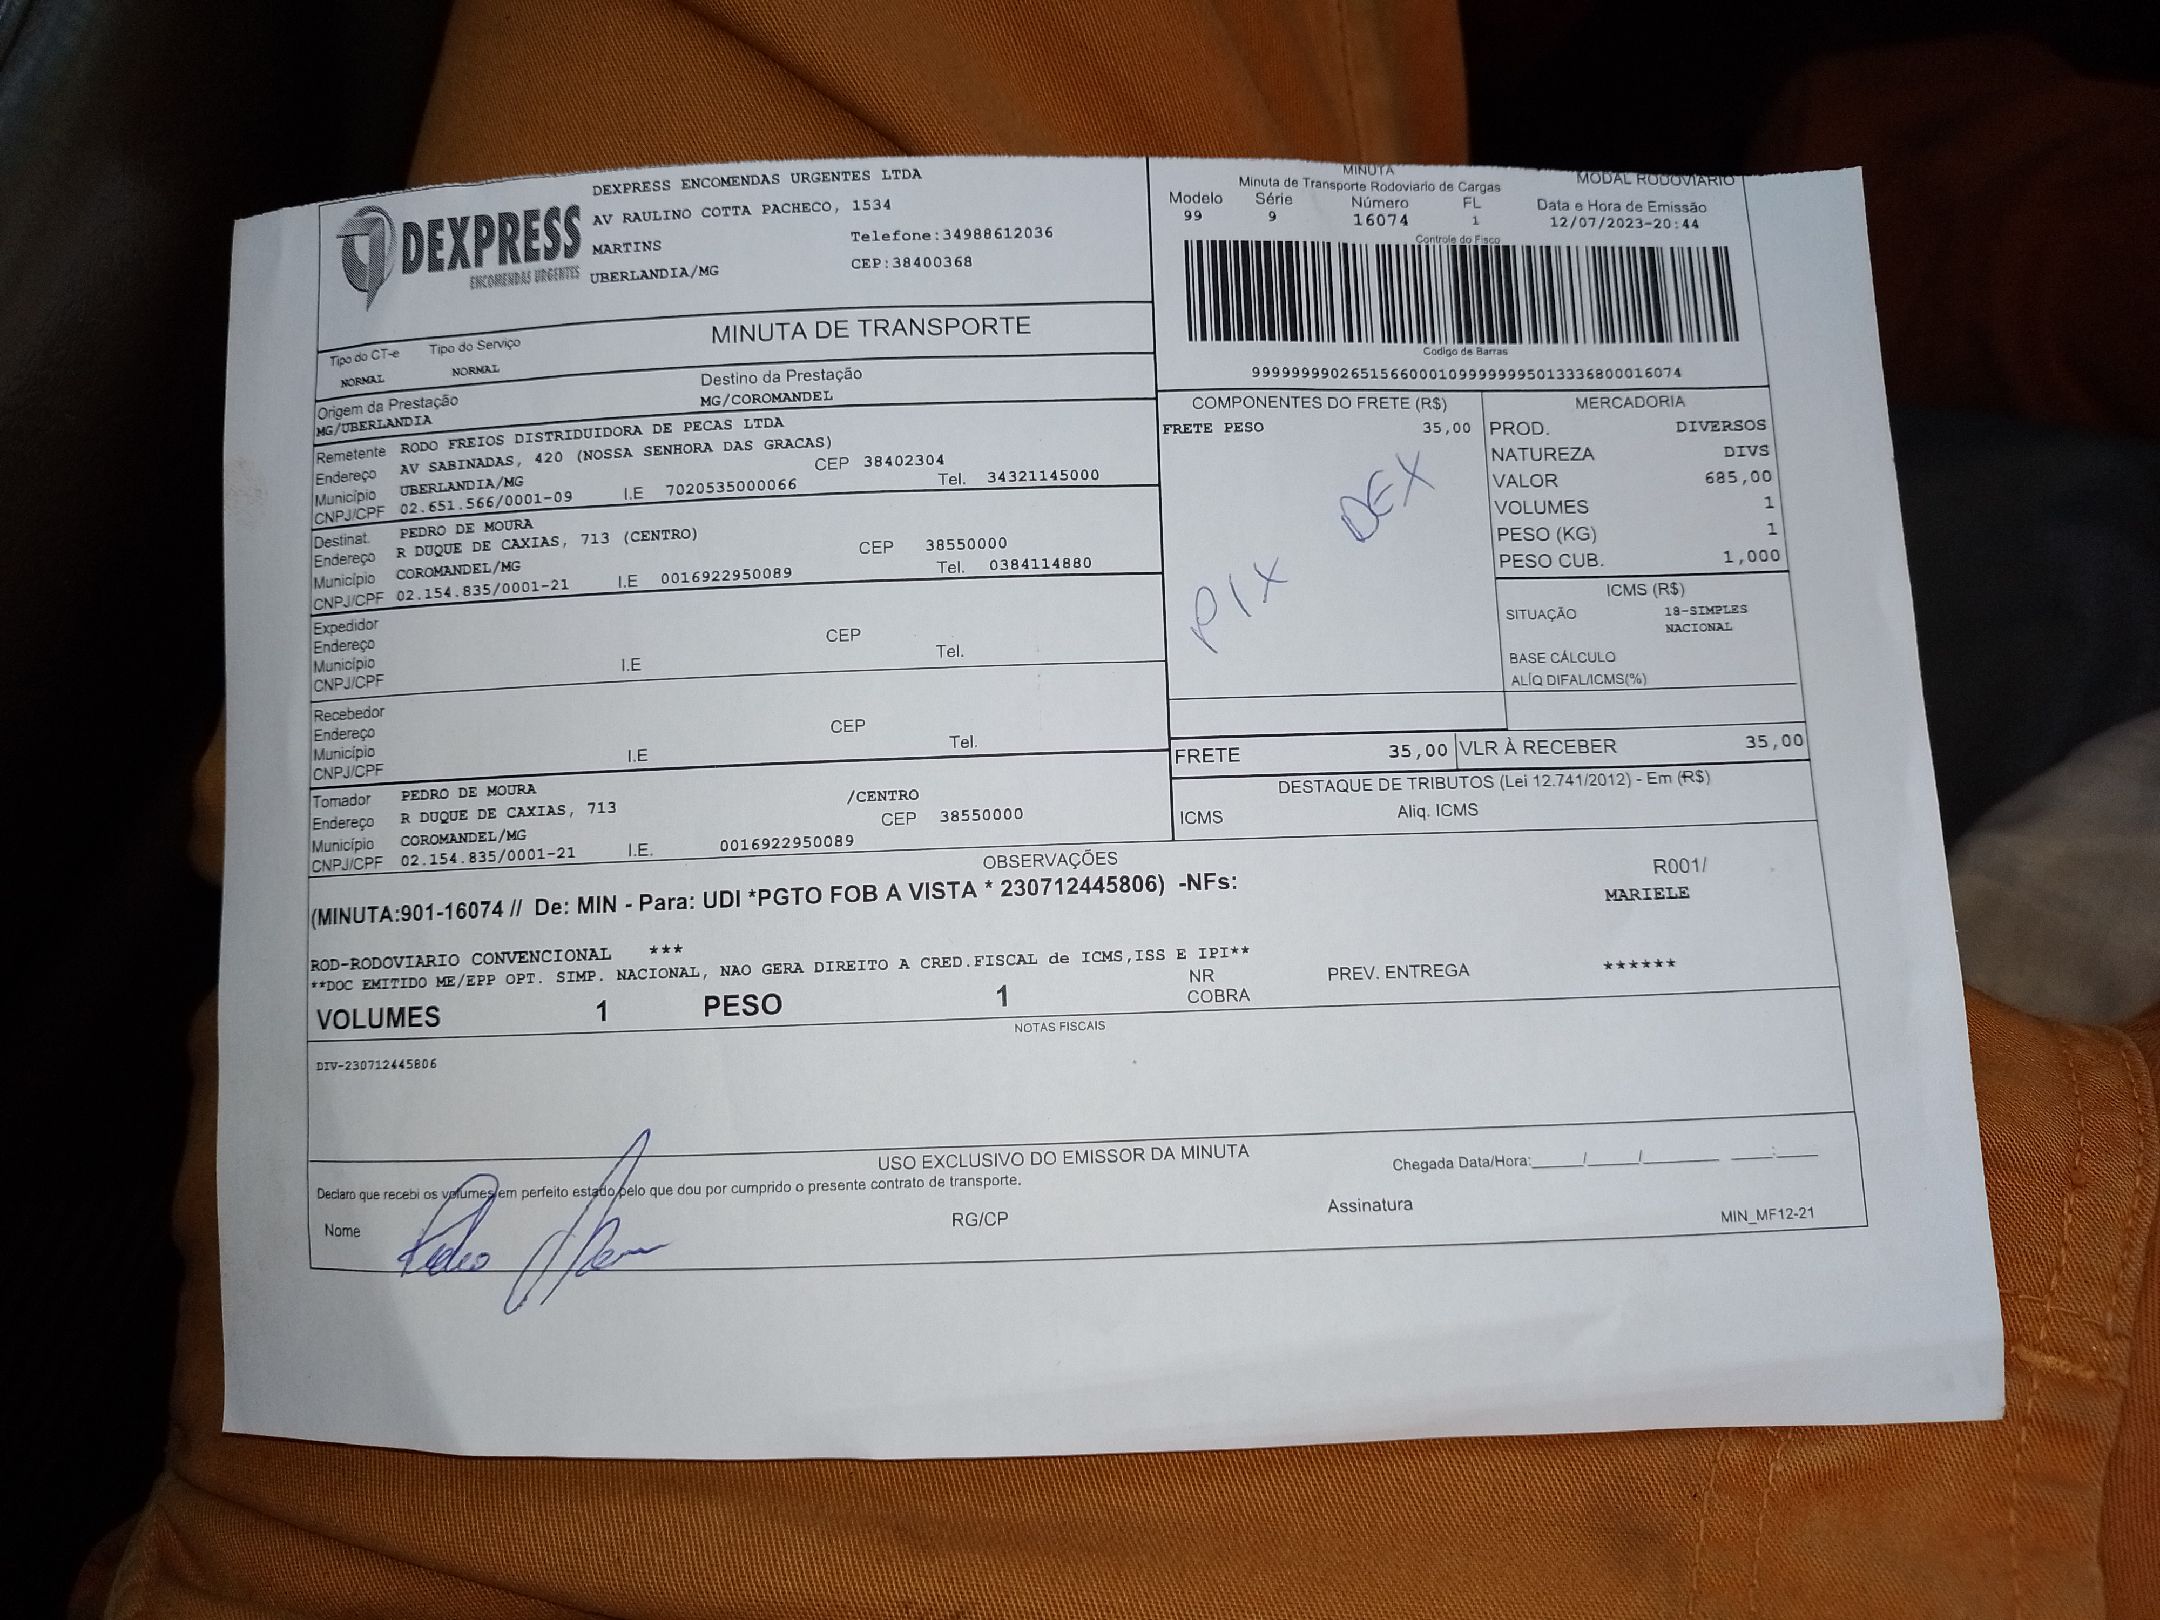 DEXPRESS
ENCOMENDAS URGENTES
DEXPRESS ENCOMENDAS URGENTES LTDA
AV RAULINO COTTA PACHECO, 1534
MARTINS Telefone:34988612036
UBERLANDIA/MG CEP:38400368
MINUTA MODAL RODOVIÁRIO
Minuta de Transporte Rodoviario de Cargas
Modelo Série Número FL Data e Hora de Emissão
99 9 16074 1 12/07/2023-20:44
Controle do Fisco
Codigo de Barras
999999990265156600010999999995013336800016074
Tipo do CT-e Tipo do Serviço MINUTA DE TRANSPORTE
NORMAL NORMAL
Origem da Prestação Destino da Prestação
MG/UBERLANDIA MG/COROMANDEL
Remetente RODO FREIOS DISTRIBUIDORA DE PECAS LTDA
Endereço AV SABINADAS, 420 (NOSSA SENHORA DAS GRACAS)
Município UBERLANDIA/MG CEP 38402304
CNPJ/CPF 02.651.566/0001-09 I.E 7020535000066 Tel. 34321145000
Destinat. PEDRO DE MOURA
Endereço R DUQUE DE CAXIAS, 713 (CENTRO)
Município COROMANDEL/MG CEP 38550000
CNPJ/CPF 02.154.835/0001-21 I.E 0016922950089 Tel. 0384114880
Expedidor
Endereço CEP
Município I.E Tel.
CNPJ/CPF
Recebedor
Endereço CEP
Município I.E Tel.
CNPJ/CPF
Tomador PEDRO DE MOURA
Endereço R DUQUE DE CAXIAS, 713 /CENTRO
Município COROMANDEL/MG CEP 38550000
CNPJ/CPF 02.154.835/0001-21 I.E. 0016922950089
COMPONENTES DO FRETE (R$)
FRETE PESO 35,00
PIX DEX
MERCADORIA
PROD. DIVERSOS
NATUREZA DIVS
VALOR 685,00
VOLUMES 1
PESO (KG) 1
PESO CUB. 1,000
ICMS (R$)
SITUAÇÃO 18-SIMPLES
NACIONAL
BASE CÁLCULO
ALÍQ DIFAL/ICMS(%)
FRETE 35,00 VLR À RECEBER 35,00
DESTAQUE DE TRIBUTOS (Lei 12.741/2012) - Em (R$)
ICMS Aliq. ICMS
OBSERVAÇÕES
(MINUTA:901-16074 // De: MIN - Para: UDI *PGTO FOB A VISTA * 230712445806) -NFs:
R001/
MARIELE
ROD-RODOVIARIO CONVENCIONAL ***
**DOC EMITIDO ME/EPP OPT. SIMP. NACIONAL, NAO GERA DIREITO A CRED.FISCAL de ICMS,ISS E IPI**
VOLUMES 1 PESO 1 NR COBRA PREV. ENTREGA ******
NOTAS FISCAIS
DIV-230712445806
USO EXCLUSIVO DO EMISSOR DA MINUTA
Declaro que recebi os volumes em perfeito estado pelo que dou por cumprido o presente contrato de transporte.
Chegada Data/Hora:_____/_____/_______ ____:____
Nome Pedro RG/CP Assinatura
MIN_MF12-21